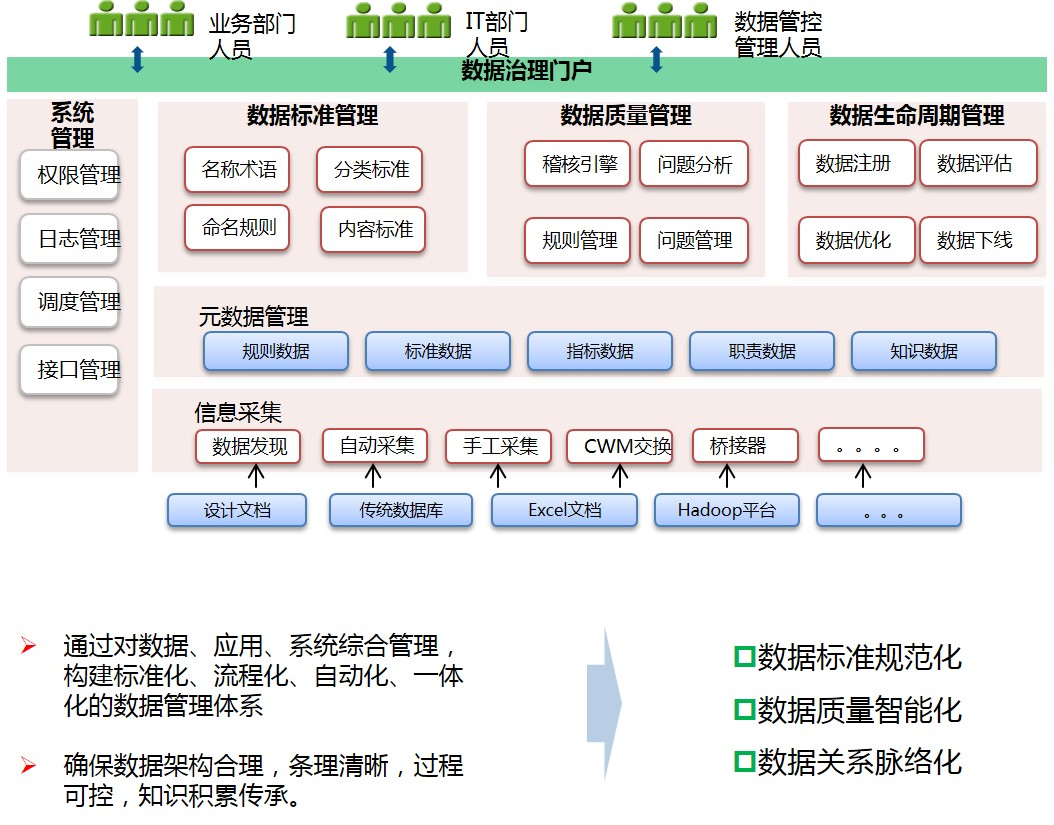 业务部门
人员
IT部门
人员
数据管控
管理人员
数据治理门户
系统
管理
权限管理
日志管理
调度管理
接口管理
数据标准管理
名称术语
分类标准
命名规则
内容标准
数据质量管理
稽核引擎
问题分析
规则管理
问题管理
数据生命周期管理
数据注册
数据评估
数据优化
数据下线
元数据管理
规则数据
标准数据
指标数据
职责数据
知识数据
信息采集
数据发现
自动采集
手工采集
CWM交换
桥接器
。。。。
设计文档
传统数据库
Excel文档
Hadoop平台
。。。
通过对数据、应用、系统综合管理，
构建标准化、流程化、自动化、一体
化的数据管理体系
确保数据架构合理，条理清晰，过程
可控，知识积累传承。
数据标准规范化
数据质量智能化
数据关系脉络化